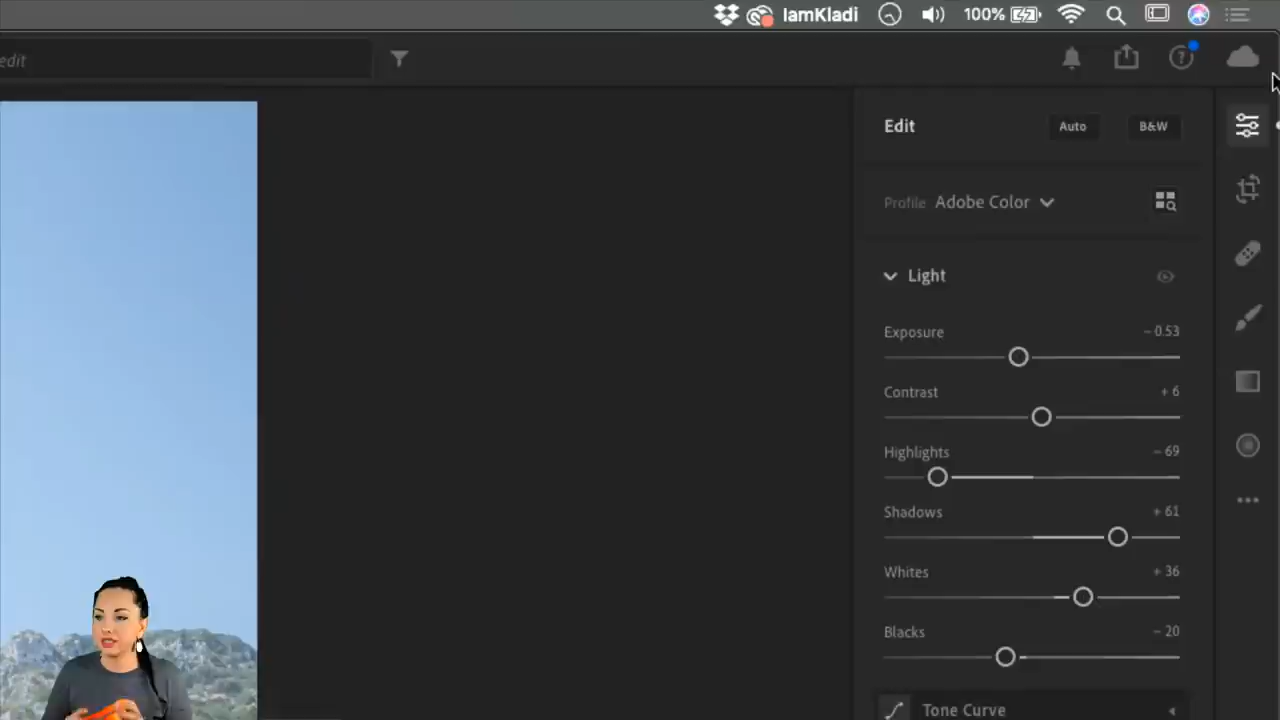 IamKladi 100%
edit
Edit Auto B&W
Profile Adobe Color
Light
Exposure − 0.53
Contrast + 6
Highlights − 69
Shadows + 61
Whites + 36
Blacks − 20
Tone Curve